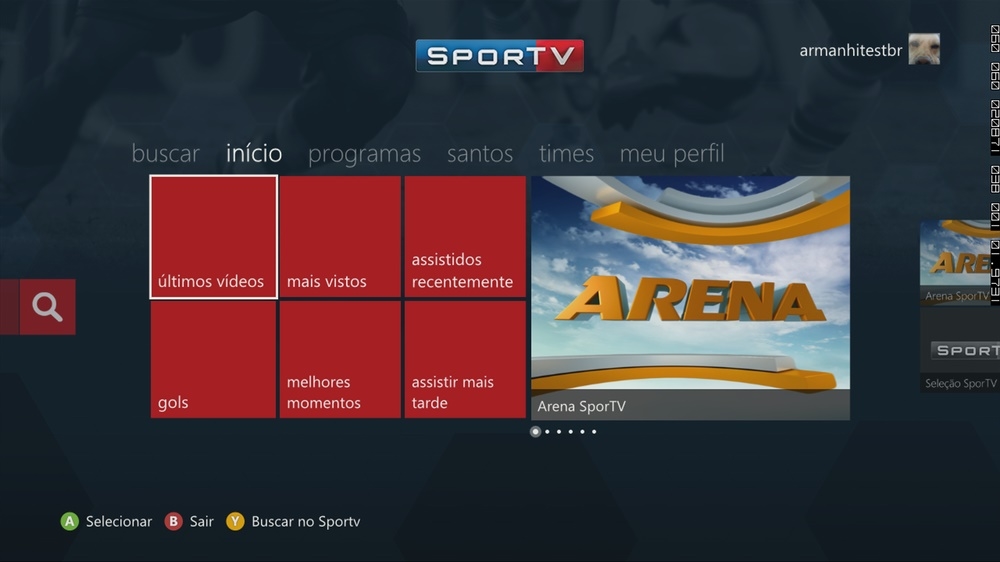 SPORTV
armanhitestbr
buscar início programas santos times meu perfil
últimos vídeos
mais vistos
assistidos
recentemente
gols
melhores
momentos
assistir mais
tarde
ARENA
Arena SporTV
ARE
Arena SporTV
SPORT
Seleção SporTV
A Selecionar B Sair Y Buscar no Sportv